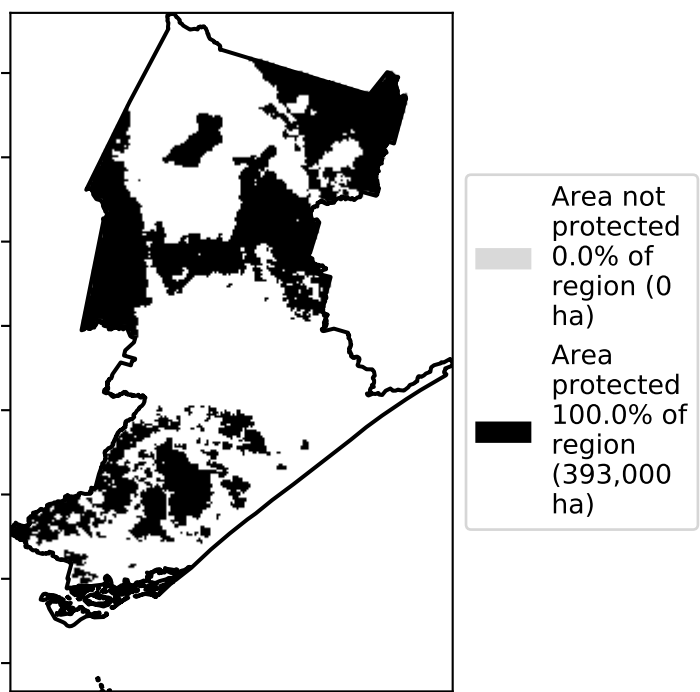 Area not
protected
0.0% of
region (0
ha)
Area
protected
100.0% of
region
(393,000
ha)